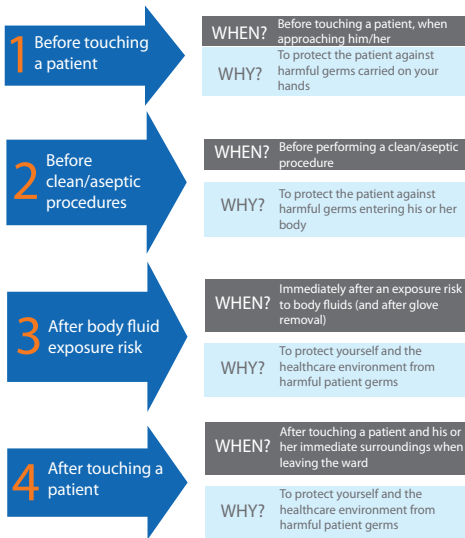 1 Before touching
a patient
WHEN? Before touching a patient, when
approaching him/her
WHY? To protect the patient against
harmful germs carried on your
hands
2 Before
clean/aseptic
procedures
WHEN? Before performing a clean/aseptic
procedure
WHY? To protect the patient against
harmful germs entering his or her
body
3 After body fluid
exposure risk
WHEN? Immediately after an exposure risk
to body fluids (and after glove
removal)
WHY? To protect yourself and the
healthcare environment from
harmful patient germs
4 After touching a
patient
WHEN? After touching a patient and his or
her immediate surroundings when
leaving the ward
WHY? To protect yourself and the
healthcare environment from
harmful patient germs